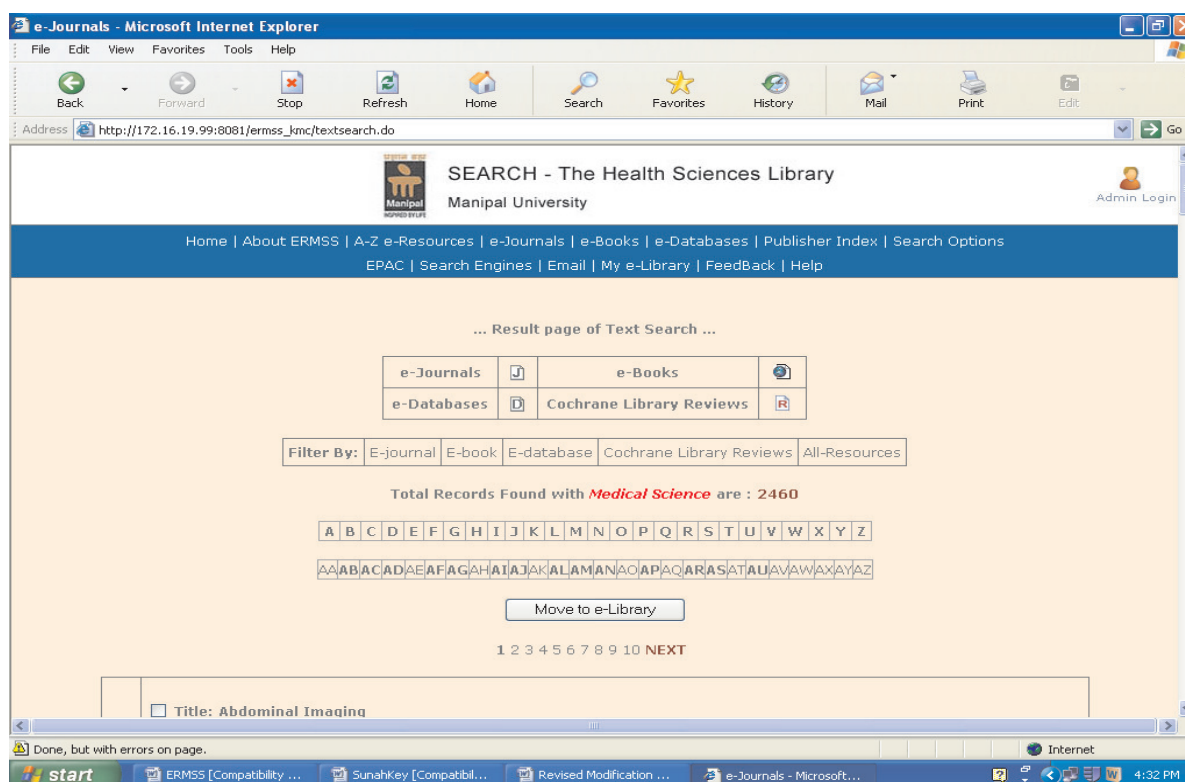 e-Journals - Microsoft Internet Explorer
File Edit View Favorites Tools Help
Back Forward Stop Refresh Home Search Favorites History Mail Print Edit
Address http://172.16.19.99:8081/ermss_kmc/textsearch.do Go
Manipal
INSPIRED BY LIFE
SEARCH - The Health Sciences Library
Manipal University
Admin Login
Home | About ERMSS | A-Z e-Resources | e-Journals | e-Books | e-Databases | Publisher Index | Search Options
EPAC | Search Engines | Email | My e-Library | FeedBack | Help
... Result page of Text Search ...
e-Journals J e-Books
e-Databases D Cochrane Library Reviews R
Filter By: E-journal E-book E-database Cochrane Library Reviews All-Resources
Total Records Found with Medical Science are : 2460
A B C D E F G H I J K L M N O P Q R S T U V W X Y Z
AA AB AC AD AE AF AG AH AI AJ AK AL AM AN AO AP AQ AR AS AT AU AV AW AX AY AZ
Move to e-Library
1 2 3 4 5 6 7 8 9 10 NEXT
Title: Abdominal Imaging
Done, but with errors on page. Internet
start ERMSS [Compatibility ... SunahKey [Compatibil... Revised Modification ... e-Journals - Microsoft... 4:32 PM